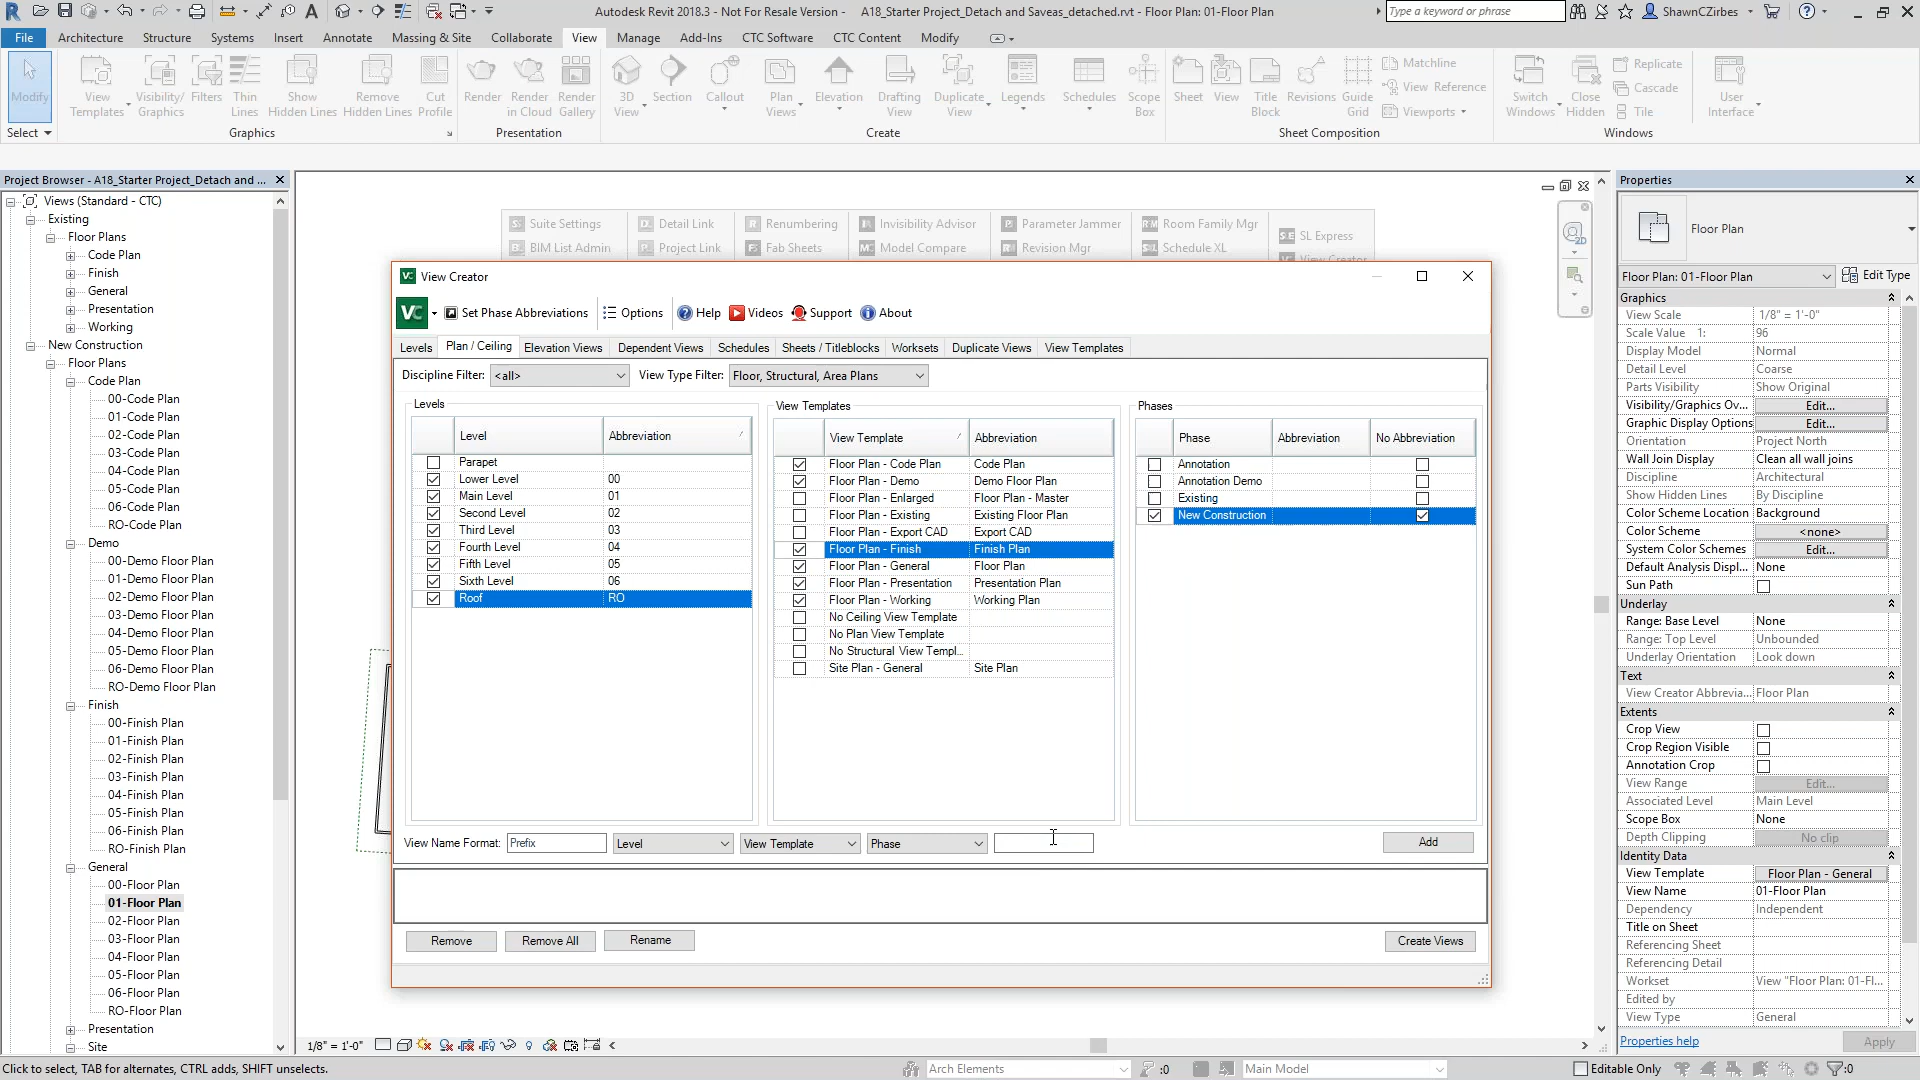 Autodesk Revit 2018.3 - Not For Resale Version - A18_Starter Project_Detach and Saveas_detached.rvt - Floor Plan: 01-Floor Plan
Type a keyword or phrase
ShawnCZirbes
File Architecture Structure Systems Insert Annotate Massing & Site Collaborate View Manage Add-Ins CTC Software CTC Content Modify
Modify
View Templates
Visibility/ Graphics
Filters
Thin Lines
Show Hidden Lines
Remove Hidden Lines
Cut Profile
Render
Render in Cloud
Render Gallery
3D View
Section
Callout
Plan Views
Elevation
Drafting View
Duplicate View
Legends
Schedules
Scope Box
Sheet
View
Title Block
Revisions
Guide Grid
Matchline
View Reference
Viewports
Switch Windows
Close Hidden
Replicate
Cascade
Tile
User Interface
Select
Graphics
Presentation
Create
Sheet Composition
Windows
Project Browser - A18_Starter Project_Detach and ...
Views (Standard - CTC)
Existing
Floor Plans
Code Plan
Finish
General
Presentation
Working
New Construction
Floor Plans
Code Plan
00-Code Plan
01-Code Plan
02-Code Plan
03-Code Plan
04-Code Plan
05-Code Plan
06-Code Plan
RO-Code Plan
Demo
00-Demo Floor Plan
01-Demo Floor Plan
02-Demo Floor Plan
03-Demo Floor Plan
04-Demo Floor Plan
05-Demo Floor Plan
06-Demo Floor Plan
RO-Demo Floor Plan
Finish
00-Finish Plan
01-Finish Plan
02-Finish Plan
03-Finish Plan
04-Finish Plan
05-Finish Plan
06-Finish Plan
RO-Finish Plan
General
00-Floor Plan
01-Floor Plan
02-Floor Plan
03-Floor Plan
04-Floor Plan
05-Floor Plan
06-Floor Plan
RO-Floor Plan
Presentation
Site
Suite Settings Detail Link Renumbering Invisibility Advisor Parameter Jammer Room Family Mgr
SL Express
BIM List Admin Project Link Fab Sheets Model Compare Revision Mgr Schedule XL
View Creator
VC View Creator
VC Set Phase Abbreviations Options Help Videos Support About
Levels Plan / Ceiling Elevation Views Dependent Views Schedules Sheets / Titleblocks Worksets Duplicate Views View Templates
Discipline Filter: <all> View Type Filter: Floor, Structural, Area Plans
Levels
Level Abbreviation
Parapet
Lower Level 00
Main Level 01
Second Level 02
Third Level 03
Fourth Level 04
Fifth Level 05
Sixth Level 06
Roof RO
View Templates
View Template Abbreviation
Floor Plan - Code Plan Code Plan
Floor Plan - Demo Demo Floor Plan
Floor Plan - Enlarged Floor Plan - Master
Floor Plan - Existing Existing Floor Plan
Floor Plan - Export CAD Export CAD
Floor Plan - Finish Finish Plan
Floor Plan - General Floor Plan
Floor Plan - Presentation Presentation Plan
Floor Plan - Working Working Plan
No Ceiling View Template
No Plan View Template
No Structural View Templ...
Site Plan - General Site Plan
Phases
Phase Abbreviation No Abbreviation
Annotation
Annotation Demo
Existing
New Construction
View Name Format: Prefix Level View Template Phase Add
Remove Remove All Rename Create Views
Properties
Floor Plan
Floor Plan: 01-Floor Plan Edit Type
Graphics
View Scale 1/8" = 1'-0"
Scale Value 1: 96
Display Model Normal
Detail Level Coarse
Parts Visibility Show Original
Visibility/Graphics Ov... Edit...
Graphic Display Options Edit...
Orientation Project North
Wall Join Display Clean all wall joins
Discipline Architectural
Show Hidden Lines By Discipline
Color Scheme Location Background
Color Scheme <none>
System Color Schemes Edit...
Default Analysis Displ... None
Sun Path
Underlay
Range: Base Level None
Range: Top Level Unbounded
Underlay Orientation Look down
Text
View Creator Abbrevia... Floor Plan
Extents
Crop View
Crop Region Visible
Annotation Crop
View Range Edit...
Associated Level Main Level
Scope Box None
Depth Clipping No clip
Identity Data
View Template Floor Plan - General
View Name 01-Floor Plan
Dependency Independent
Title on Sheet
Referencing Sheet
Referencing Detail
Workset View "Floor Plan: 01-Fl...
Edited by
View Type General
Properties help Apply
1/8" = 1'-0"
Click to select, TAB for alternates, CTRL adds, SHIFT unselects.
Arch Elements :0 Main Model Editable Only :0